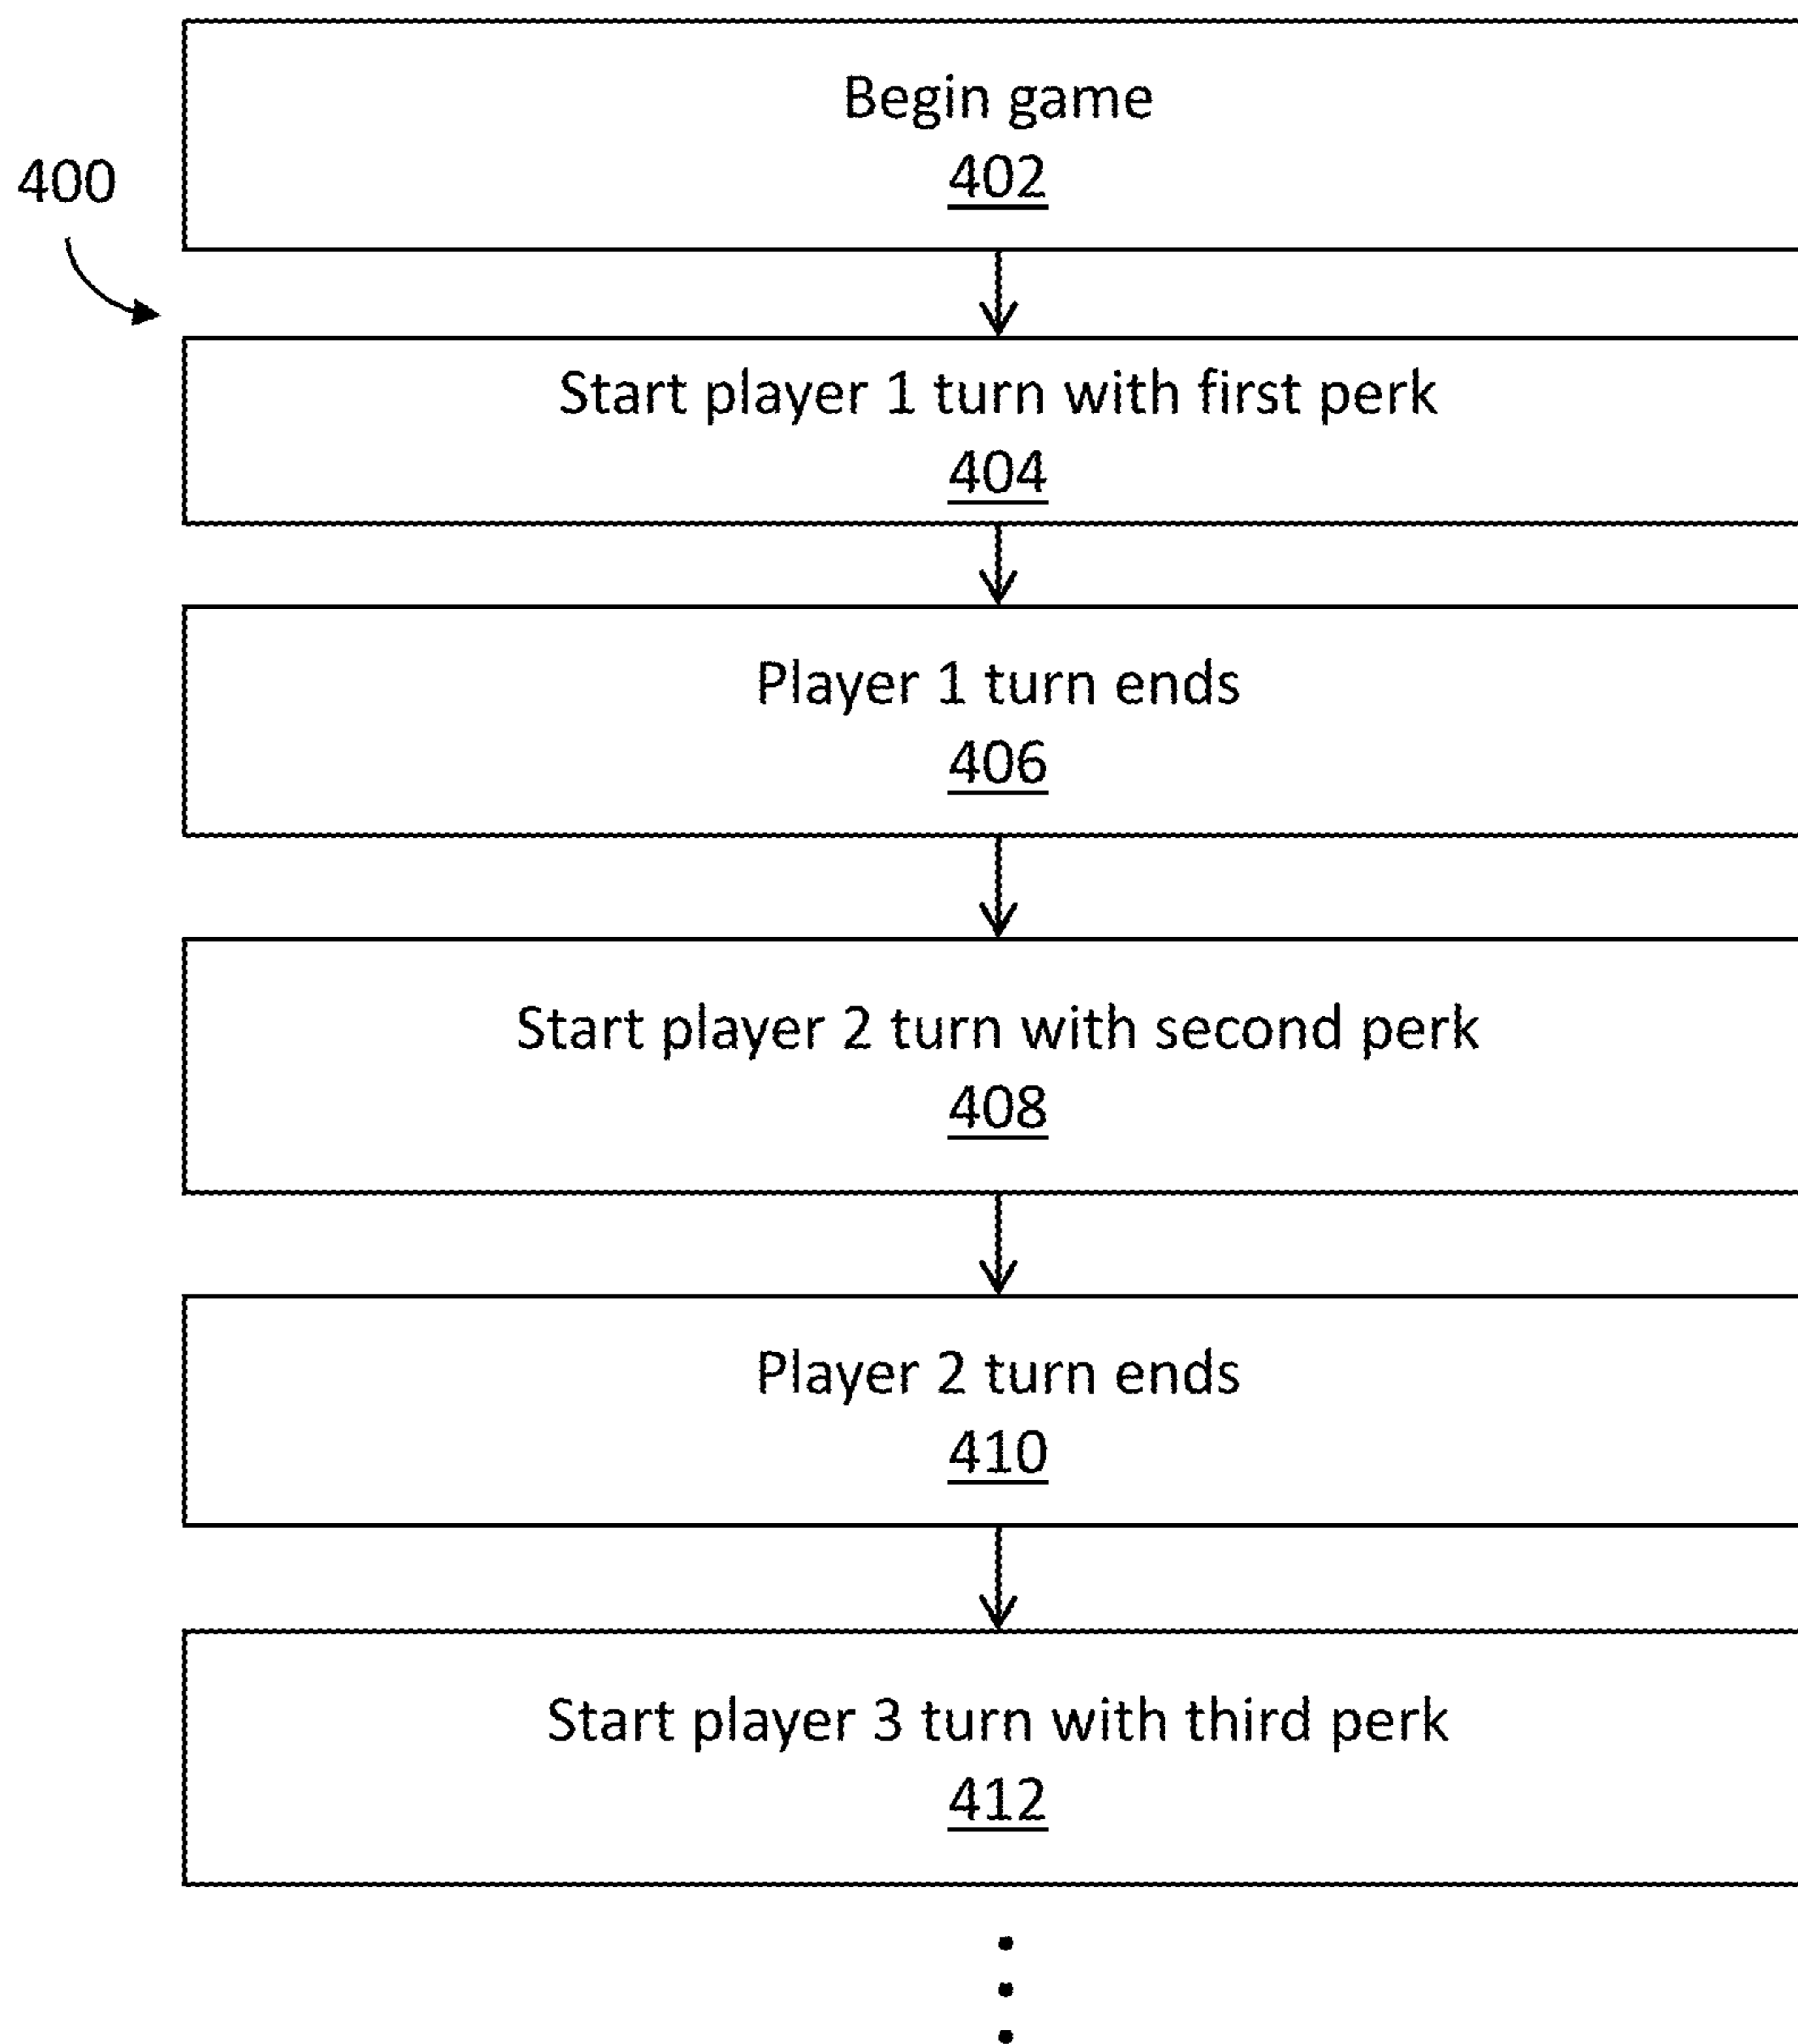 Begin game
402
400
Start player 1 turn with first perk
404
Player 1 turn ends
406
Start player 2 turn with second perk
408
Player 2 turn ends
410
Start player 3 turn with third perk
412